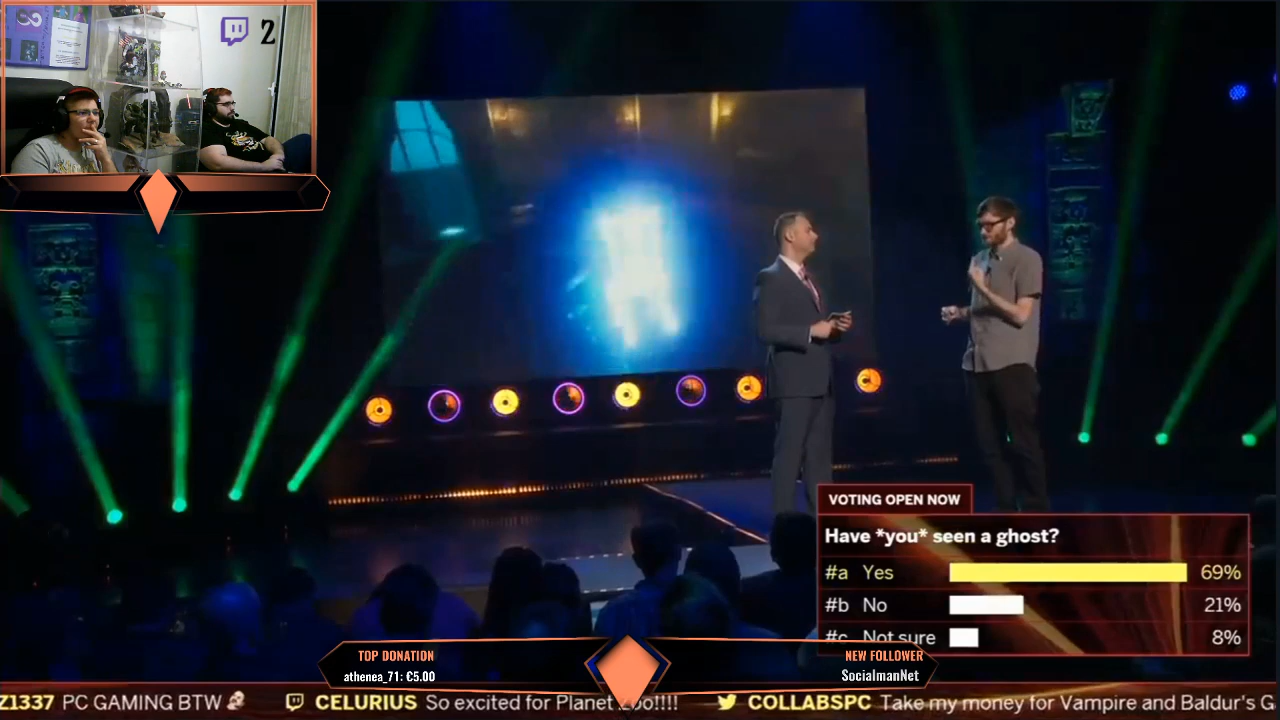 2
VOTING OPEN NOW
Have *you* seen a ghost?
#a Yes 69%
#b No 21%
#c Not sure 8%
TOP DONATION
athenea_71: €5.00
NEW FOLLOWER
SocialmanNet
Z1337 PC GAMING BTW CELURIUS So excited for Planet Zoo!!!! COLLABSPC Take my money for Vampire and Baldur's G